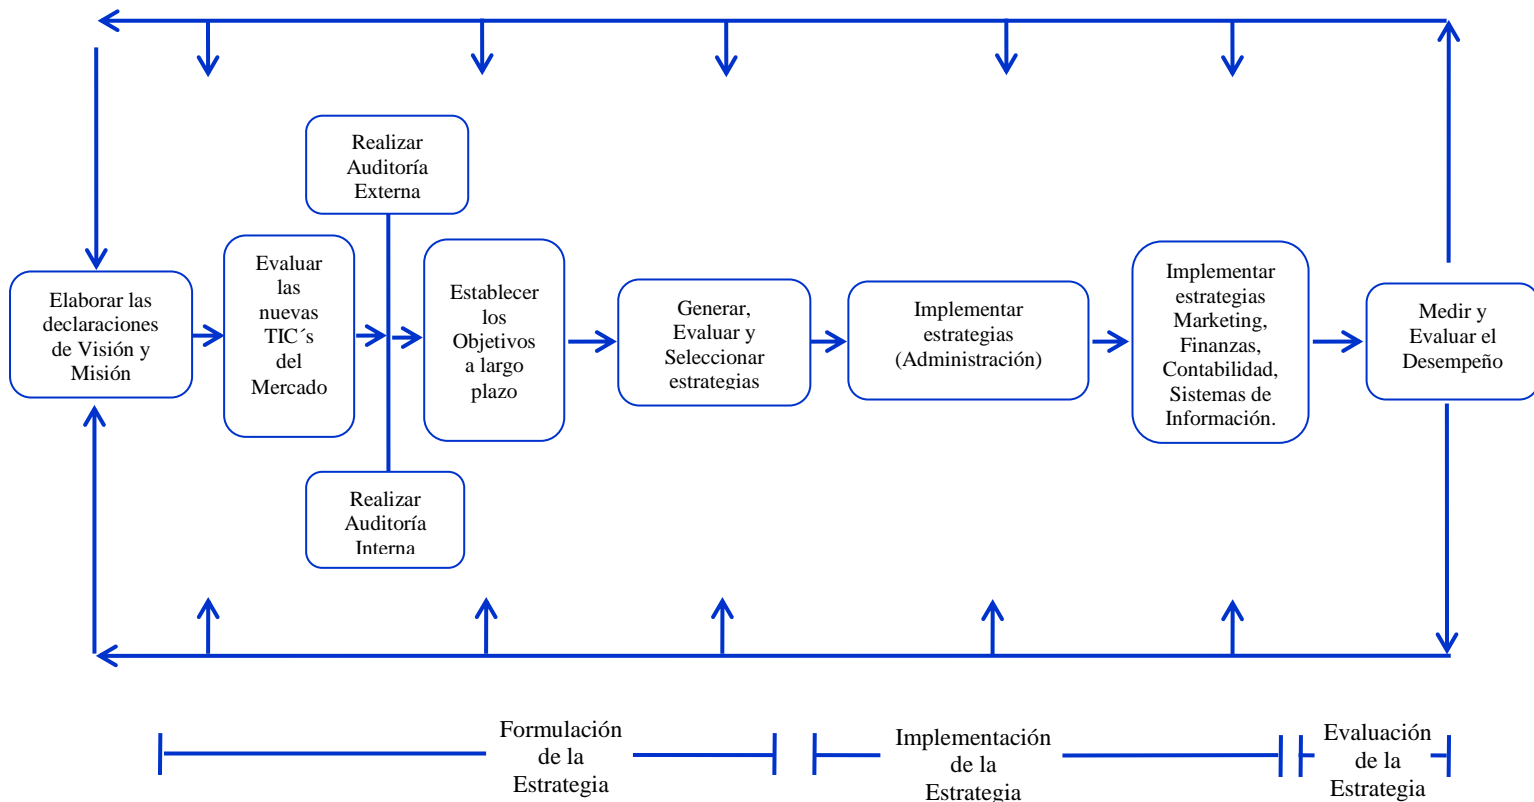 Realizar
Auditoría
Externa
Elaborar las
declaraciones
de Visión y
Misión
Evaluar
las
nuevas
TIC´s
del
Mercado
Establecer
los
Objetivos
a largo
plazo
Generar,
Evaluar y
Seleccionar
estrategias
Implementar
estrategias
(Administración)
Implementar
estrategias
Marketing,
Finanzas,
Contabilidad,
Sistemas de
Información.
Medir y
Evaluar el
Desempeño
Realizar
Auditoría
Interna
Formulación
de la
Estrategia
Implementación
de la
Estrategia
Evaluación
de la
Estrategia